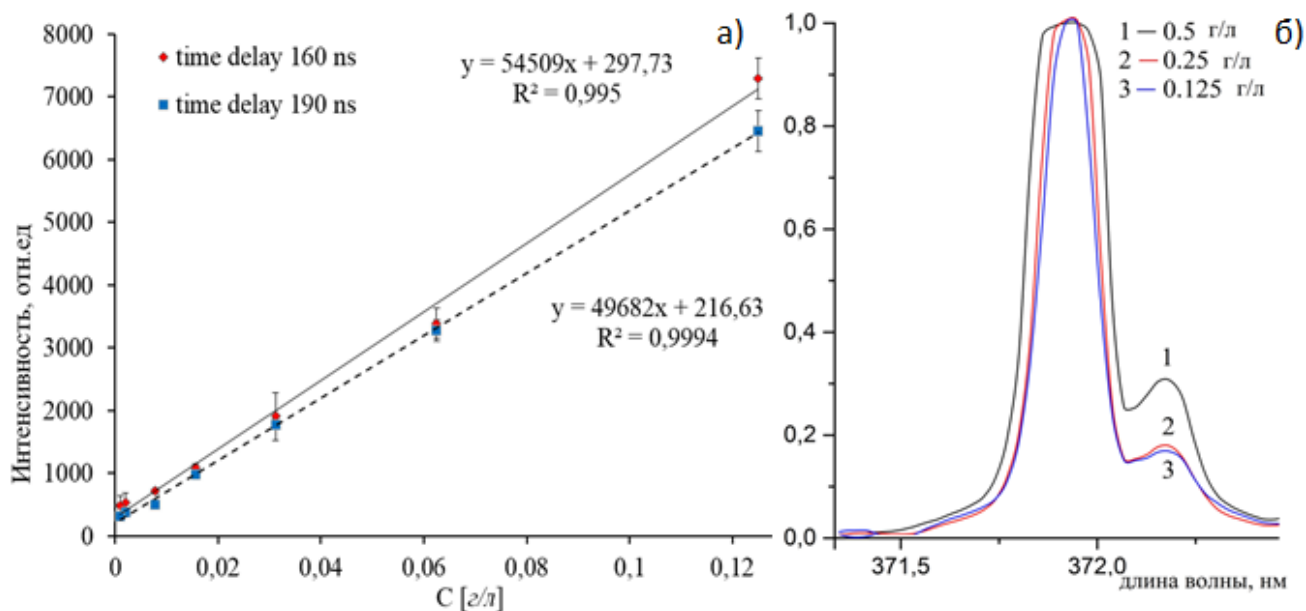 а)
time delay 160 ns
time delay 190 ns
y = 54509x + 297,73
R² = 0,995
y = 49682x + 216,63
R² = 0,9994
8000
7000
6000
5000
4000
3000
2000
1000
0
Интенсивность, отн.ед
0
0,02
0,04
0,06
0,08
0,1
0,12
С [г/л]
б)
1 — 0.5 г/л
2 — 0.25 г/л
3 — 0.125 г/л
1,0
0,8
0,6
0,4
0,2
0,0
1
2
3
371,5
372,0
длина волны, нм